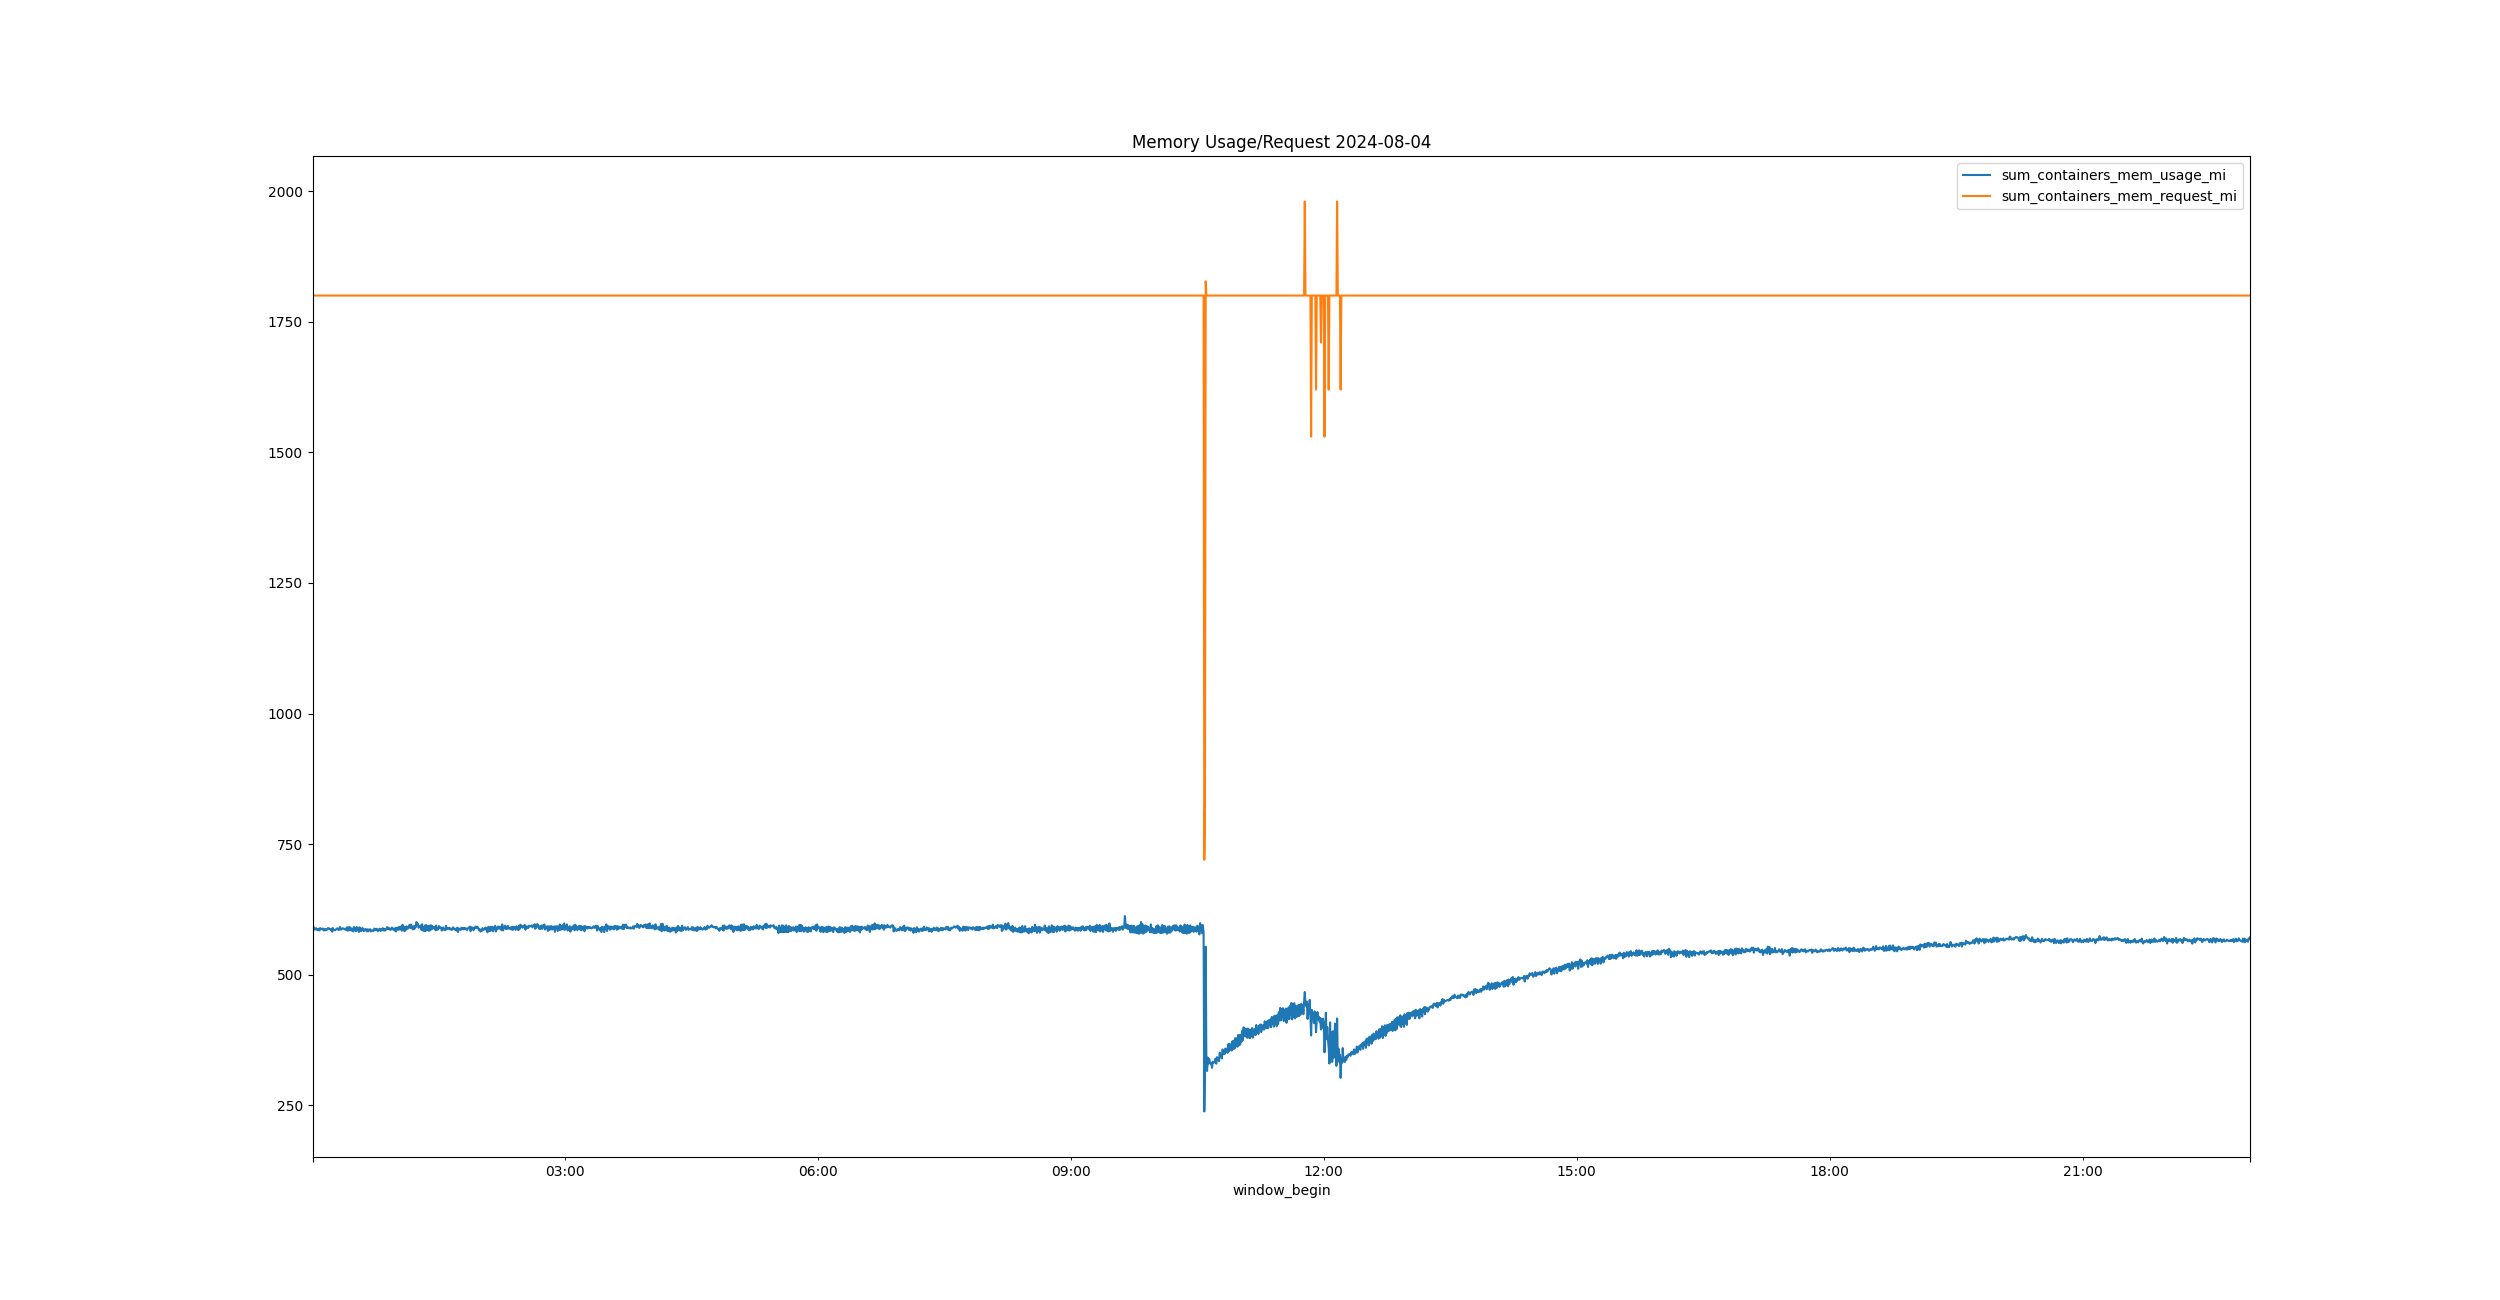 Memory Usage/Request 2024-08-04
sum_containers_mem_usage_mi
sum_containers_mem_request_mi
2000
1750
1500
1250
1000
750
500
250
03:00 06:00 09:00 12:00 15:00 18:00 21:00
window_begin